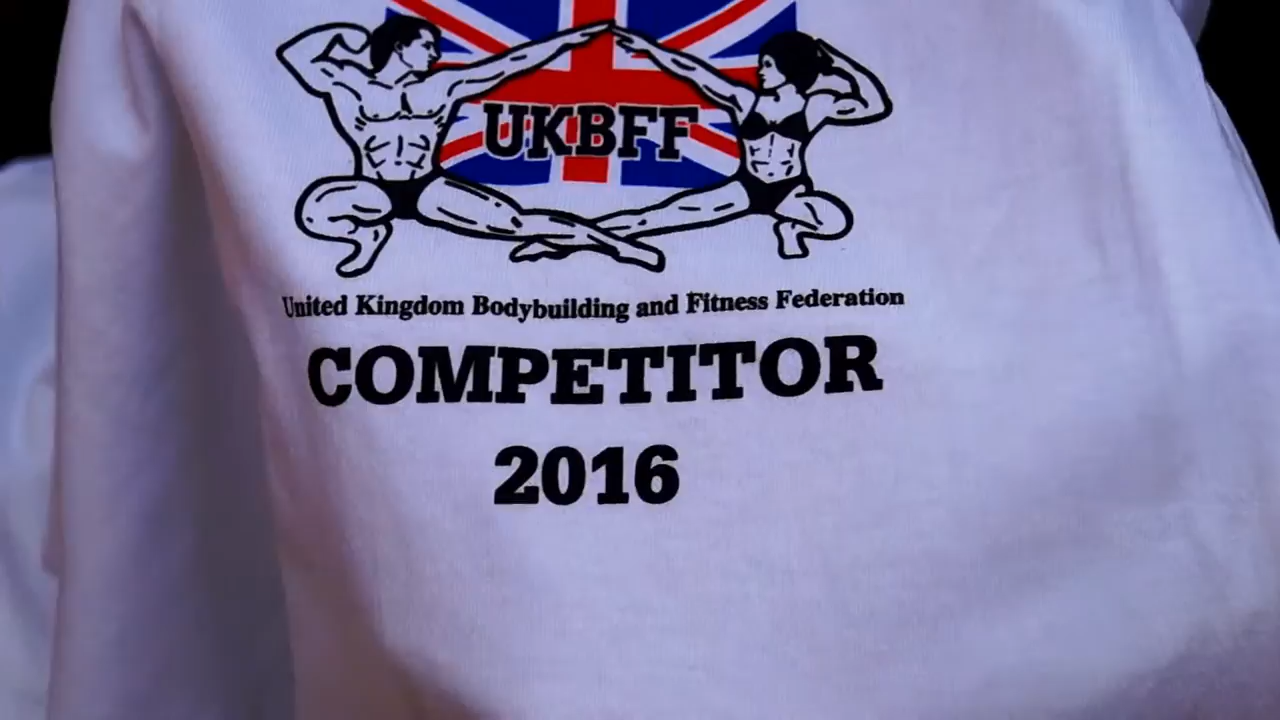 UKBFF
United Kingdom Bodybuilding and Fitness Federation
COMPETITOR
2016